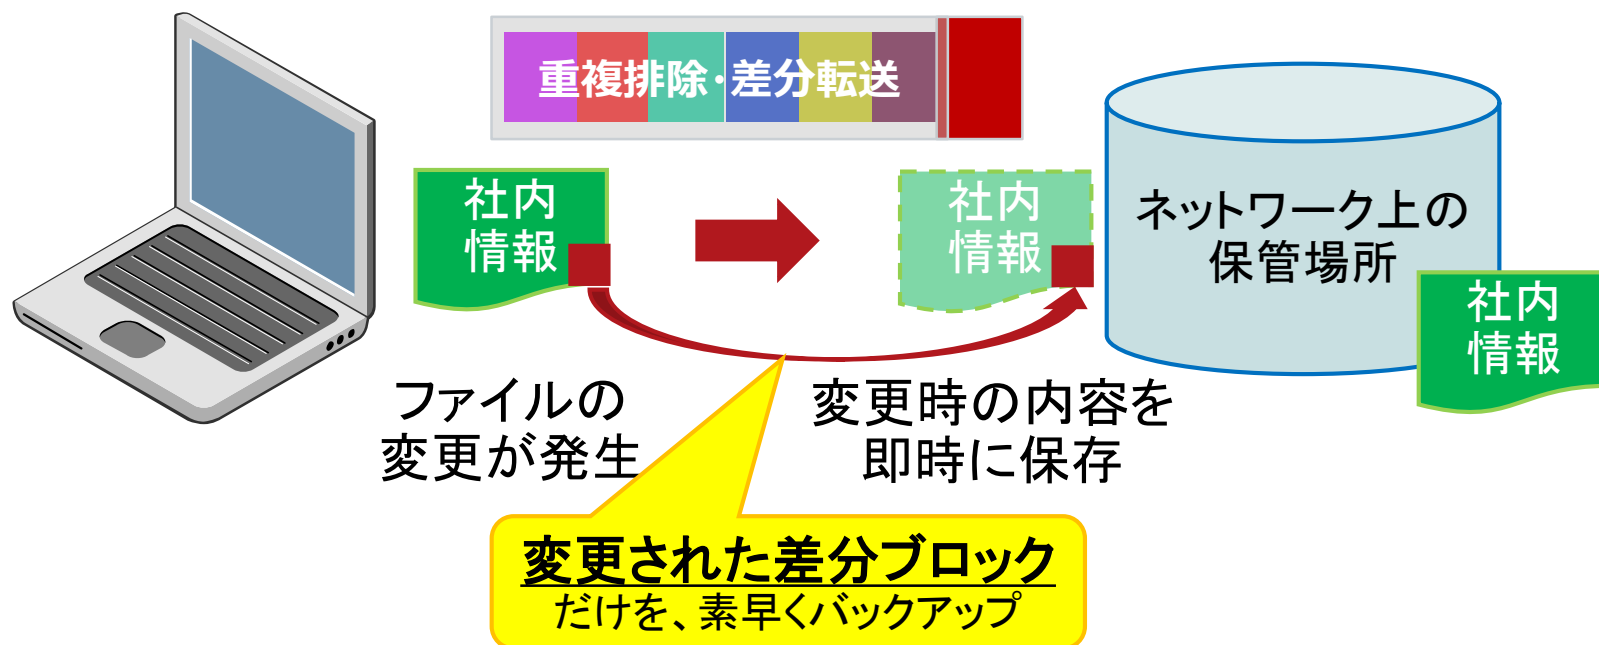 重複排除・差分転送
社内
情報
社内
情報
ネットワーク上の
保管場所
社内
情報
ファイルの
変更が発生
変更時の内容を
即時に保存
変更された差分ブロック
だけを、素早くバックアップ